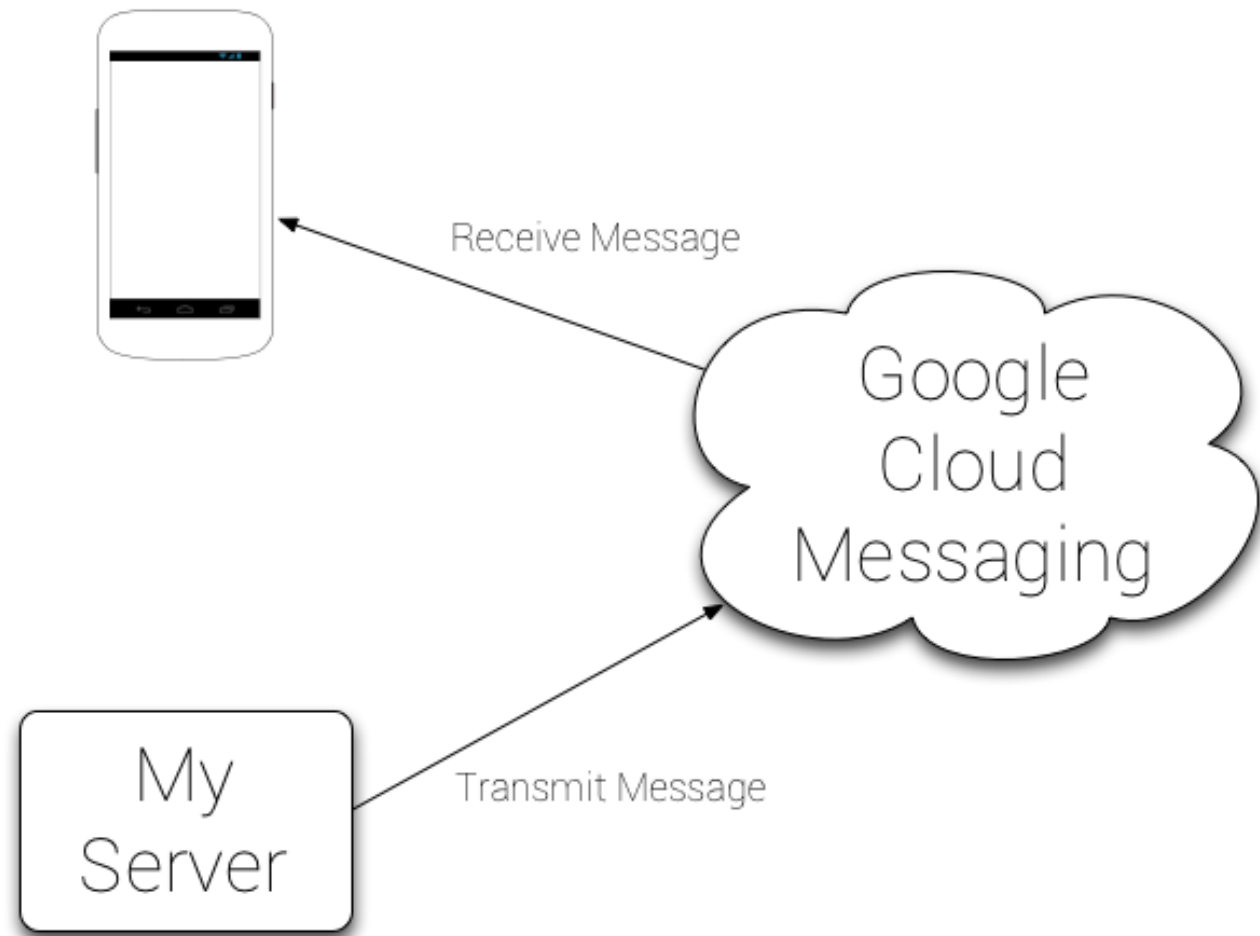 Receive Message
Google
Cloud
Messaging
Transmit Message
My
Server